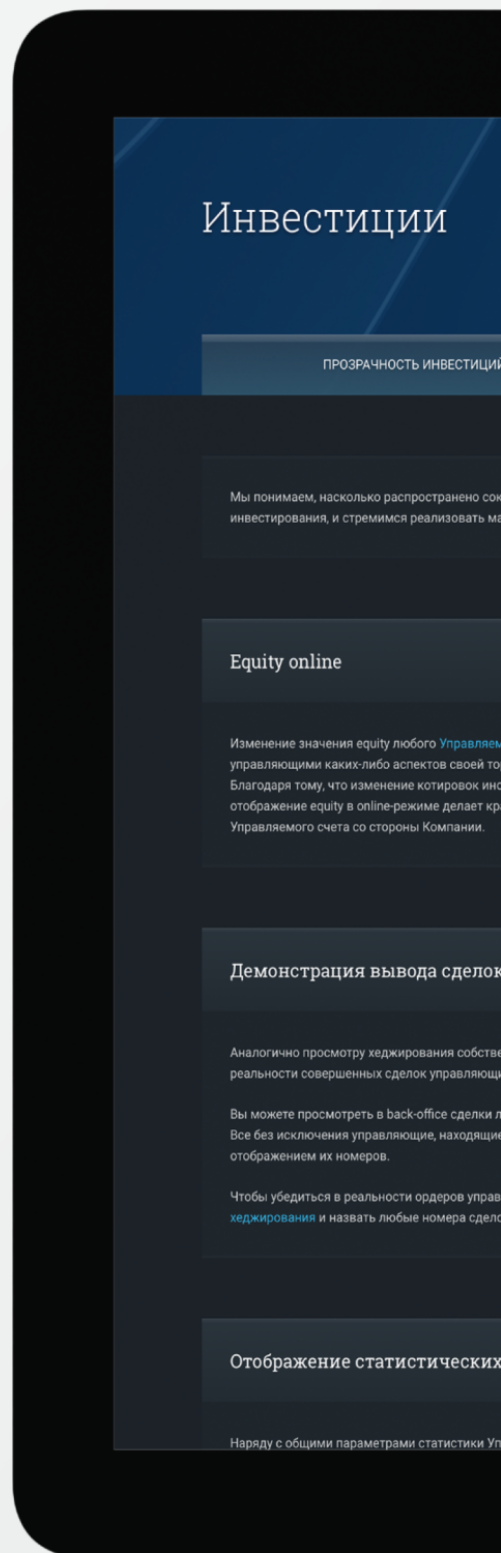 Инвестиции
ПРОЗРАЧНОСТЬ ИНВЕСТИЦИЙ
Мы понимаем, насколько распространено
инвестирования, и стремимся реализовать
Equity online
Изменение значения equity любого
управляющими каких-либо аспектов своей
Благодаря тому, что изменение котировок
отображение equity в online-режиме делает
Управляемого счета со стороны Компании.
Демонстрация вывода сделок
Аналогично просмотру хеджирования
реальности совершенных сделок
Вы можете просмотреть в back-office сделки
Все без исключения управляющие,
отображением их номеров.
Чтобы убедиться в реальности ордеров
хеджирования и назвать любые номера
Отображение статистических
Наряду с общими параметрами статистики